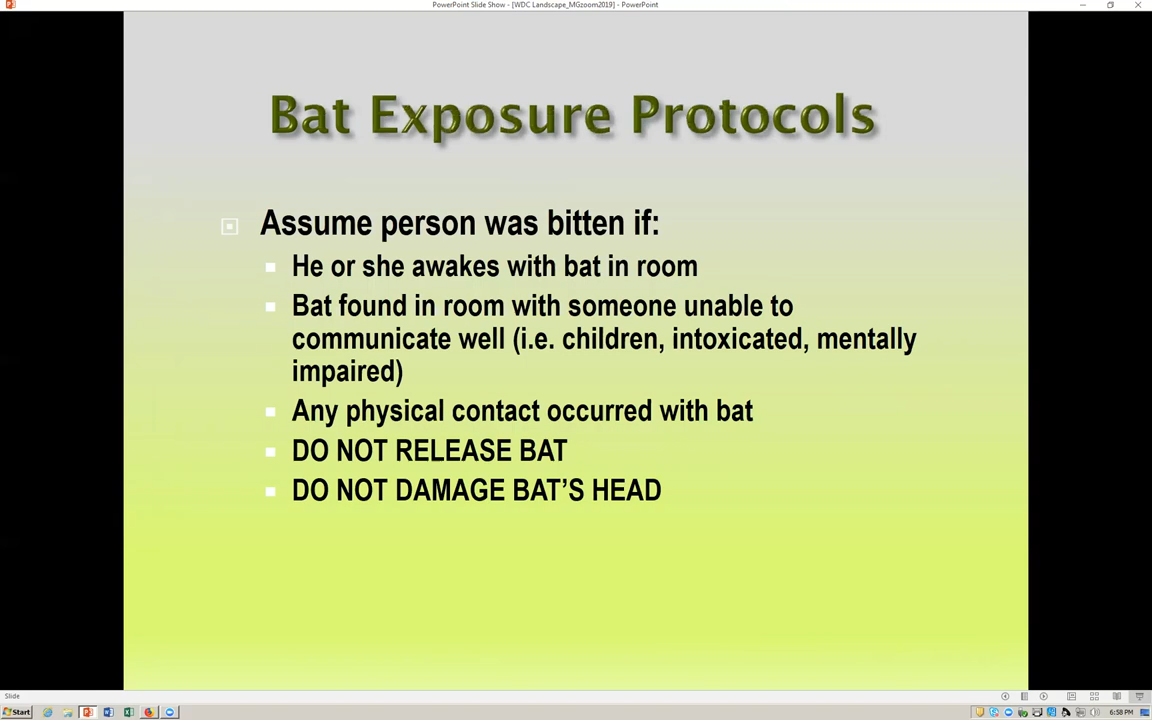 PowerPoint Slide Show - [WDC Landscape_MGzoom2019] - PowerPoint
Bat Exposure Protocols
Assume person was bitten if:
He or she awakes with bat in room
Bat found in room with someone unable to
communicate well (i.e. children, intoxicated, mentally
impaired)
Any physical contact occurred with bat
DO NOT RELEASE BAT
DO NOT DAMAGE BAT’S HEAD
Slide
Start
6:58 PM